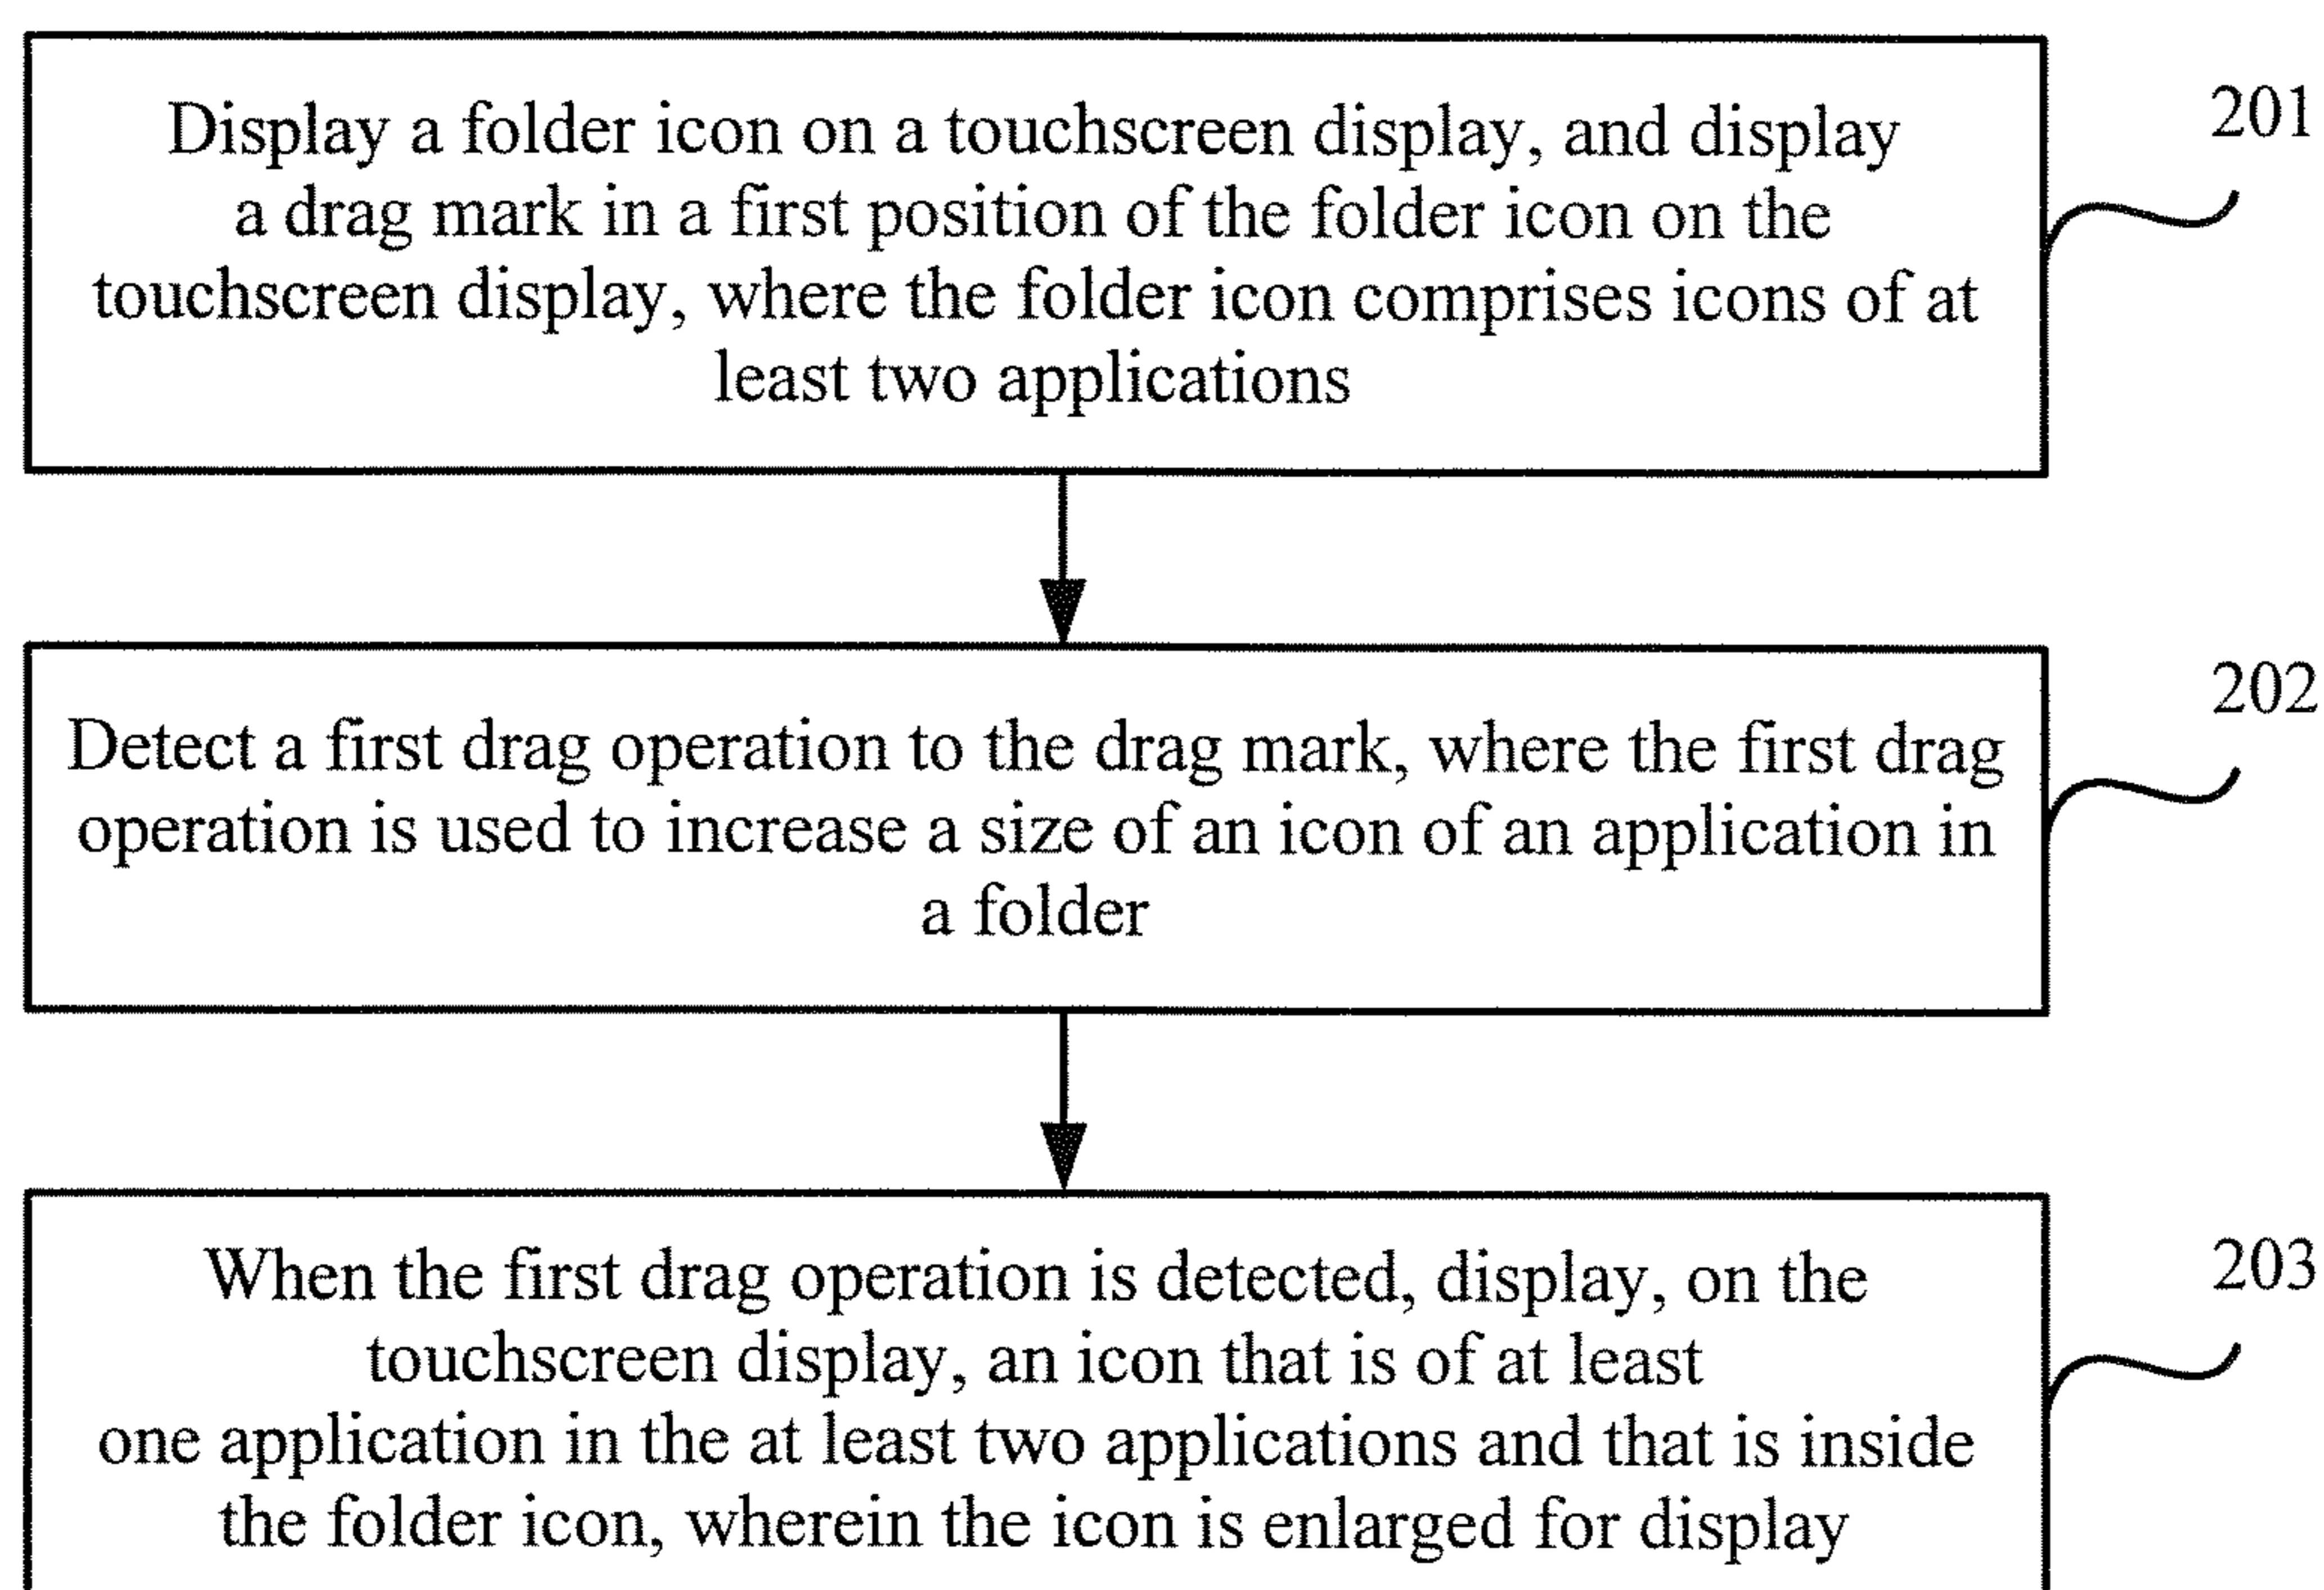 Display a folder icon on a touchscreen display, and display
a drag mark in a first position of the folder icon on the
touchscreen display, where the folder icon comprises icons of at
least two applications
201
Detect a first drag operation to the drag mark, where the first drag
operation is used to increase a size of an icon of an application in
a folder
202
When the first drag operation is detected, display, on the
touchscreen display, an icon that is of at least
one application in the at least two applications and that is inside
the folder icon, wherein the icon is enlarged for display
203